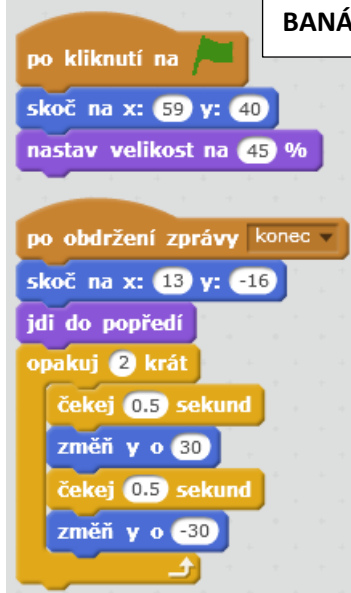 BANÁ
po kliknutí na
skoč na x: 59 y: 40
nastav velikost na 45 %
po obdržení zprávy konec
skoč na x: 13 y: -16
jdi do popředí
opakuj 2 krát
čekej 0.5 sekund
změň y o 30
čekej 0.5 sekund
změň y o -30